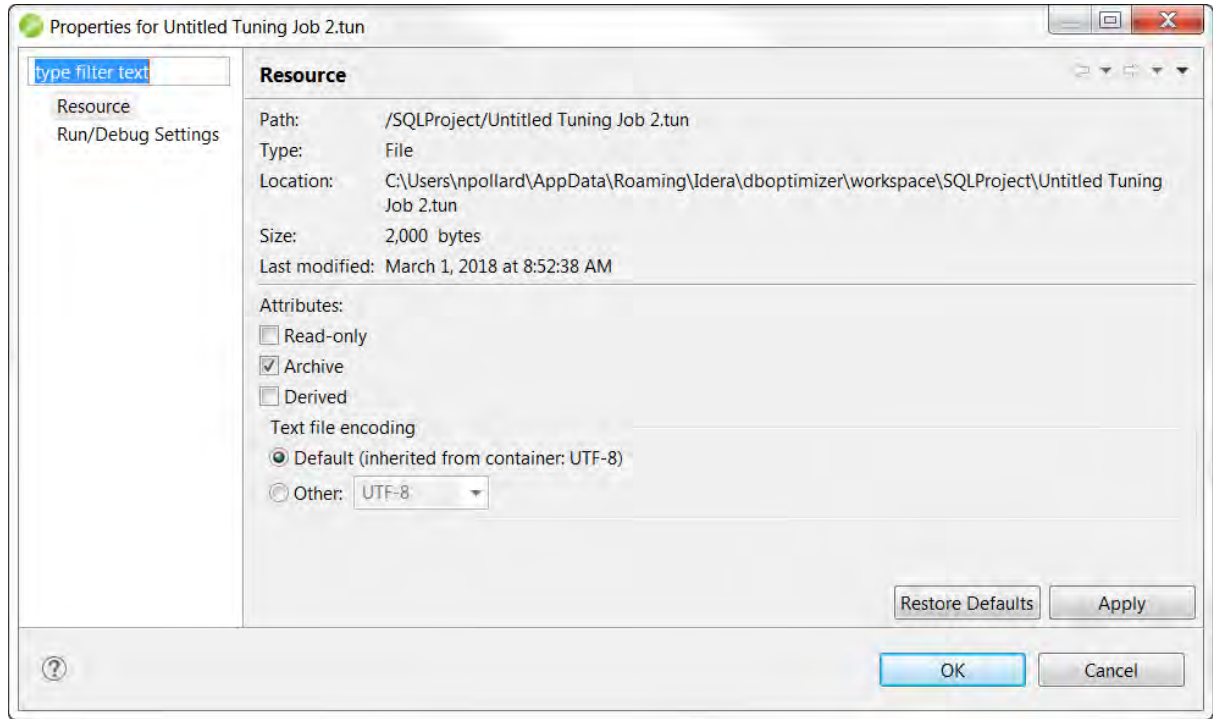 Properties for Untitled Tuning Job 2.tun
type filter text
Resource
Run/Debug Settings
Resource
Path: /SQLProject/Untitled Tuning Job 2.tun
Type: File
Location: C:\Users\npollard\AppData\Roaming\Idera\dboptimizer\workspace\SQLProject\Untitled Tuning
Job 2.tun
Size: 2,000 bytes
Last modified: March 1, 2018 at 8:52:38 AM
Attributes:
Read-only
Archive
Derived
Text file encoding
Default (inherited from container: UTF-8)
Other: UTF-8
Restore Defaults Apply
? OK Cancel